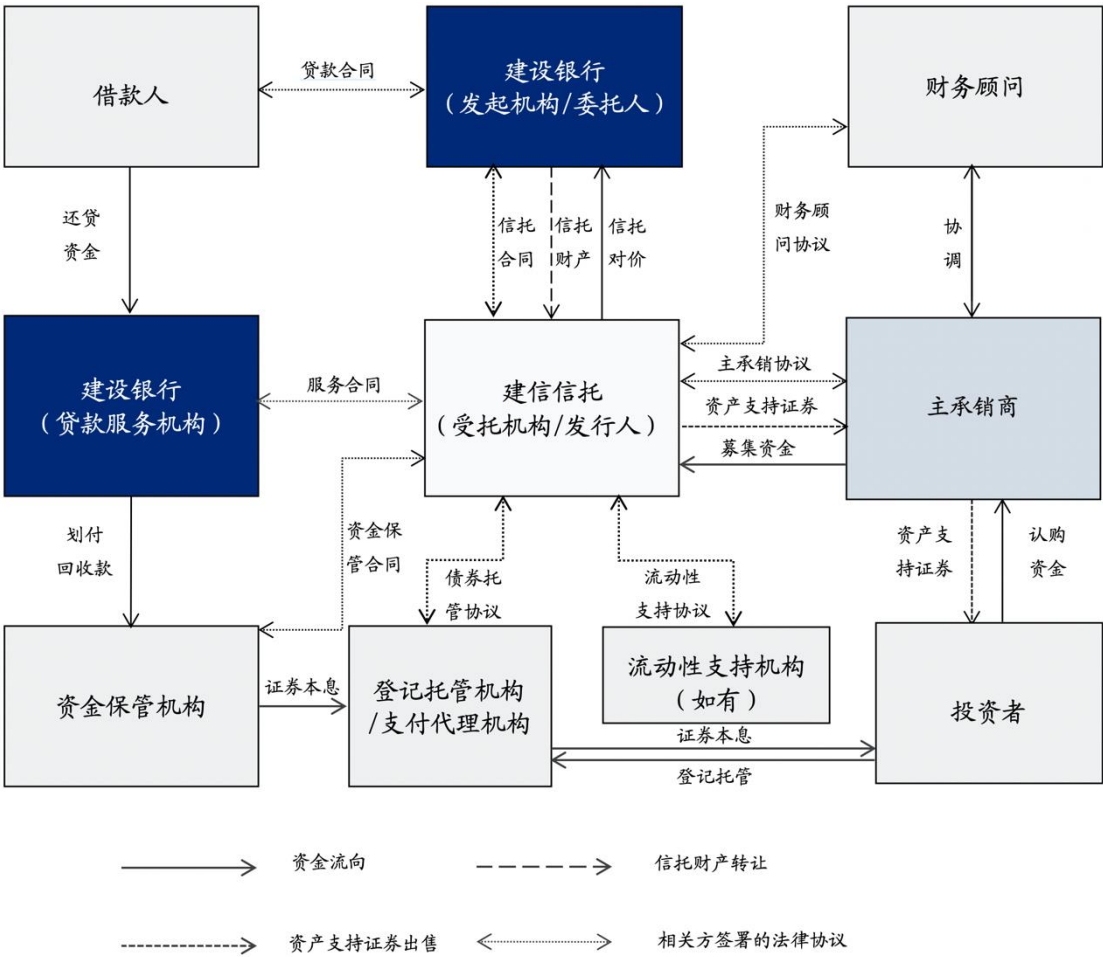 借款人
贷款合同
建设银行
（发起机构/委托人）
财务顾问
还贷
资金
信托
合同
信托
财产
信托
对价
财务顾
问协议
协
调
建设银行
（贷款服务机构）
服务合同
建信信托
（受托机构/发行人）
主承销协议
资产支持证券
募集资金
主承销商
划付
回收款
资金保
管合同
债券托
管协议
流动性
支持协议
资产支
持证券
认购
资金
资金保管机构
证券本息
登记托管机构
/支付代理机构
流动性支持机构
（如有）
证券本息
登记托管
投资者
资金流向
信托财产转让
资产支持证券出售
相关方签署的法律协议